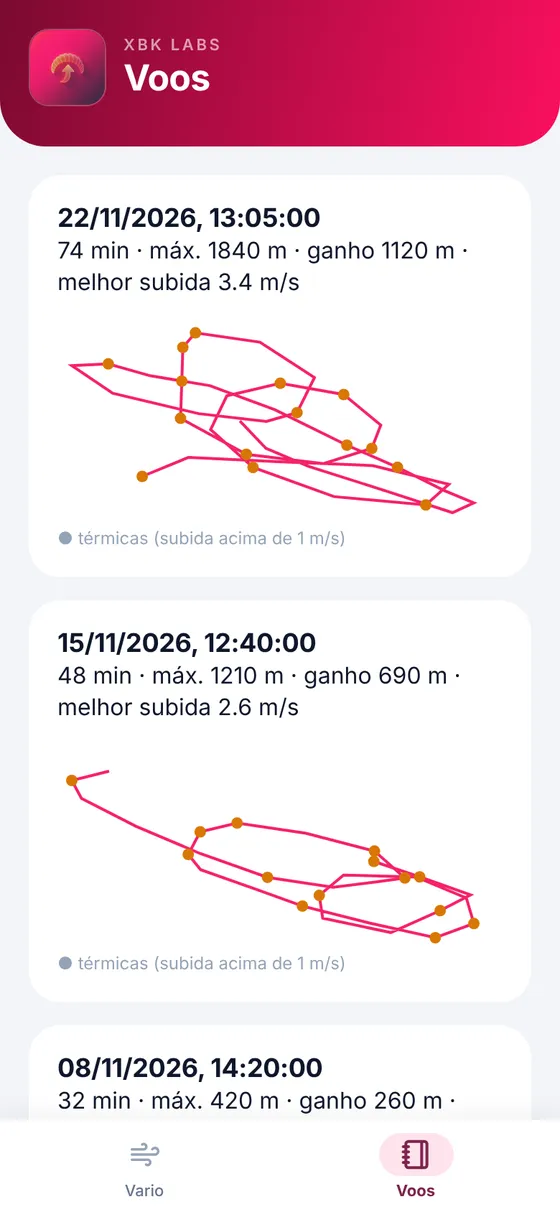 XBK LABS
Voos
22/11/2026, 13:05:00
74 min · máx. 1840 m · ganho 1120 m ·
melhor subida 3.4 m/s
térmicas (subida acima de 1 m/s)
15/11/2026, 12:40:00
48 min · máx. 1210 m · ganho 690 m ·
melhor subida 2.6 m/s
térmicas (subida acima de 1 m/s)
08/11/2026, 14:20:00
32 min · máx. 420 m · ganho 260 m ·
Vario
Voos